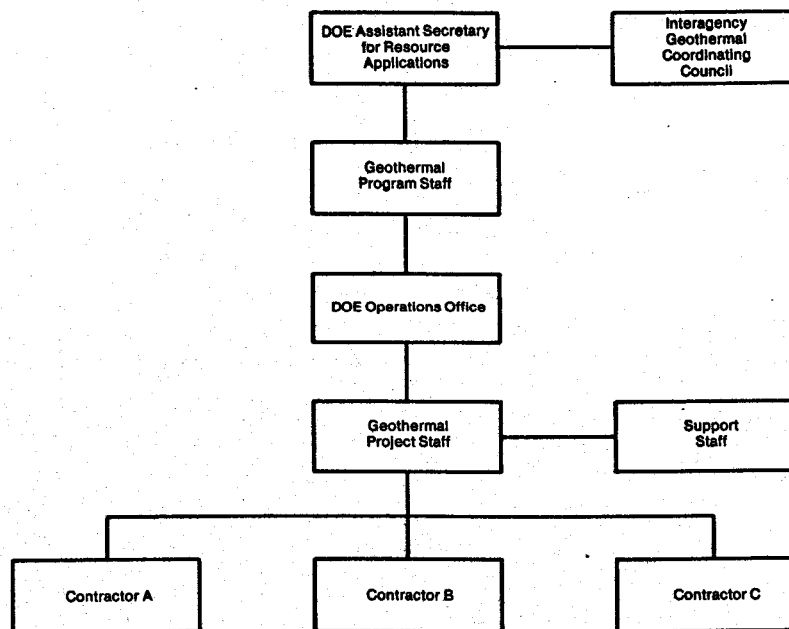 DOE Assistant Secretary
for Resource
Applications
Interagency
Geothermal
Coordinating
Council
Geothermal
Program Staff
DOE Operations Office
Geothermal
Project Staff
Support
Staff
Contractor A
Contractor B
Contractor C